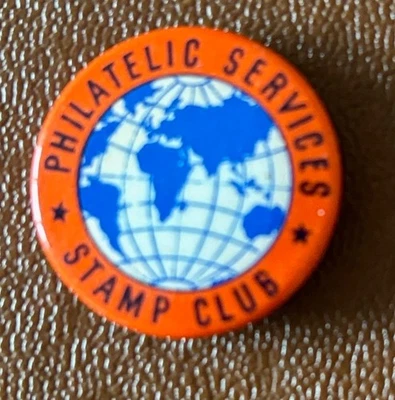 PHILATELIC SERVICES
STAMP CLUB